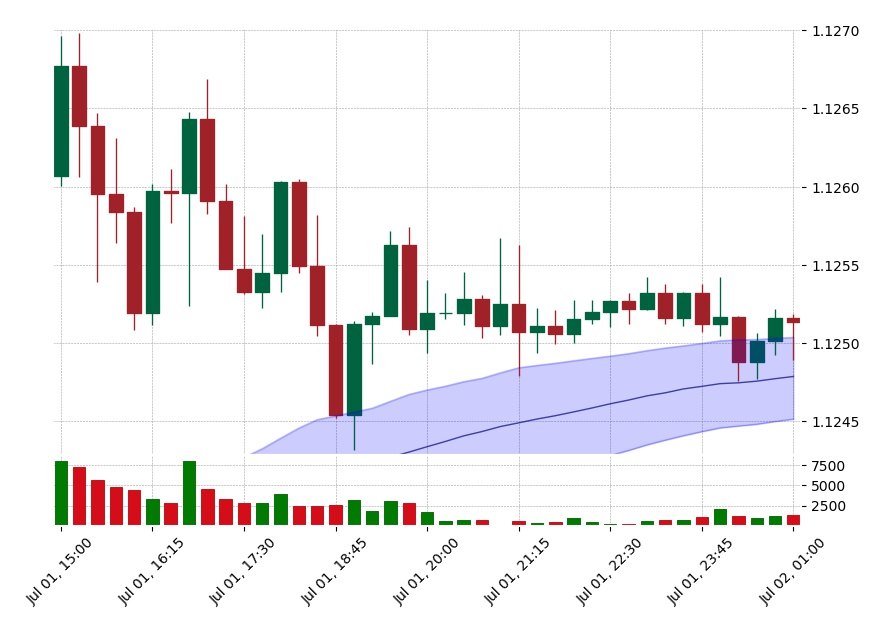 1.1270
1.1265
1.1260
1.1255
1.1250
1.1245
7500
5000
2500
Jul 01, 15:00
Jul 01, 16:15
Jul 01, 17:30
Jul 01, 18:45
Jul 01, 20:00
Jul 01, 21:15
Jul 01, 22:30
Jul 01, 23:45
Jul 02, 01:00